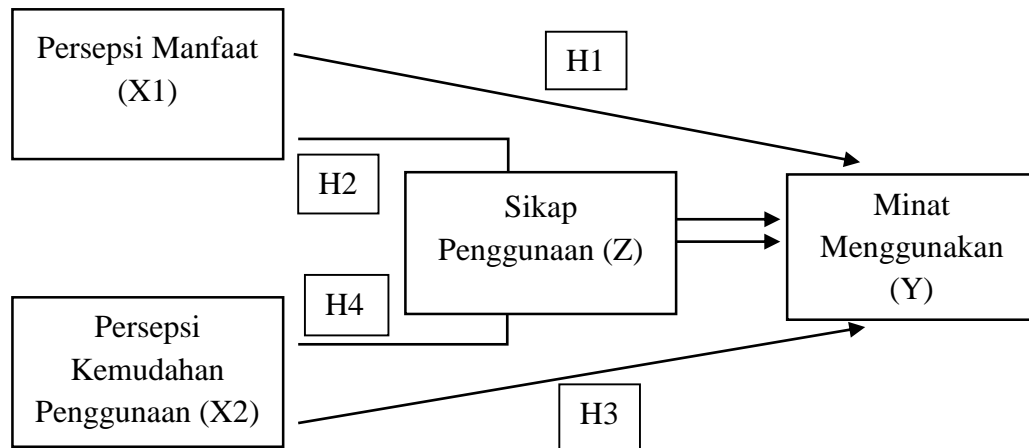 Persepsi Manfaat
(X1)
H1
H2
Sikap
Penggunaan (Z)
Minat
Menggunakan
(Y)
H4
Persepsi
Kemudahan
Penggunaan (X2)
H3